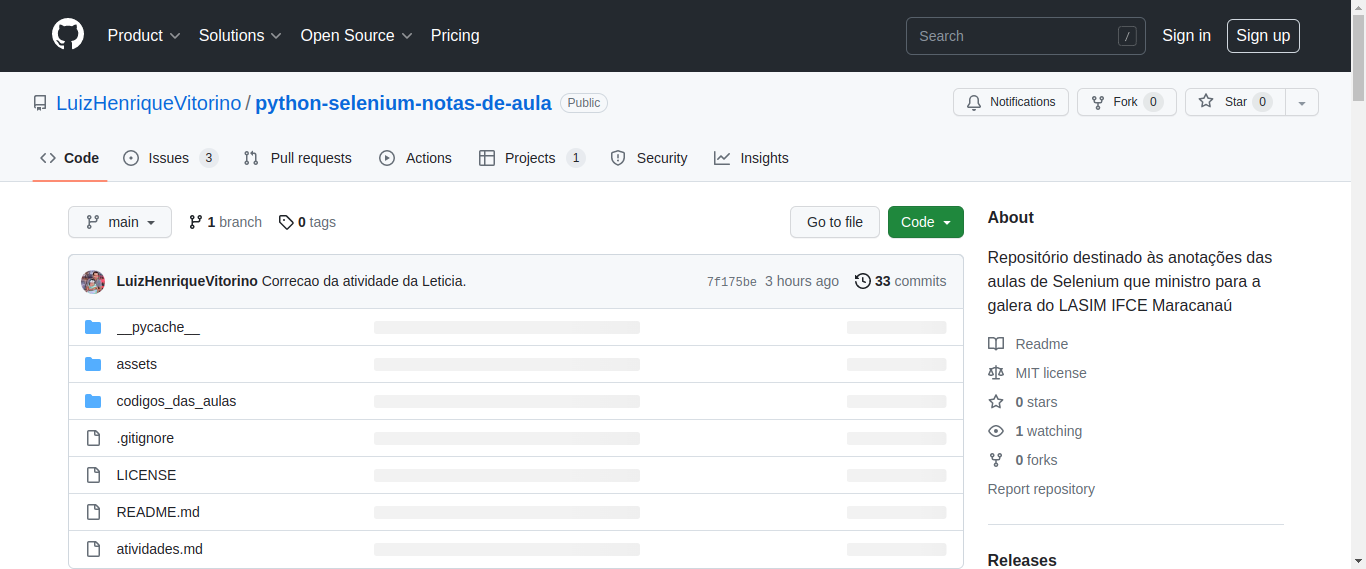 Product Solutions Open Source Pricing Search / Sign in Sign up
LuizHenriqueVitorino / python-selenium-notas-de-aula Public Notifications Fork 0 Star 0
Code Issues 3 Pull requests Actions Projects 1 Security Insights
main 1 branch 0 tags Go to file Code
LuizHenriqueVitorino Correcao da atividade da Leticia. 7f175be 3 hours ago 33 commits
__pycache__
assets
codigos_das_aulas
.gitignore
LICENSE
README.md
atividades.md
About
Repositório destinado às anotações das
aulas de Selenium que ministro para a
galera do LASIM IFCE Maracanaú
Readme
MIT license
0 stars
1 watching
0 forks
Report repository
Releases